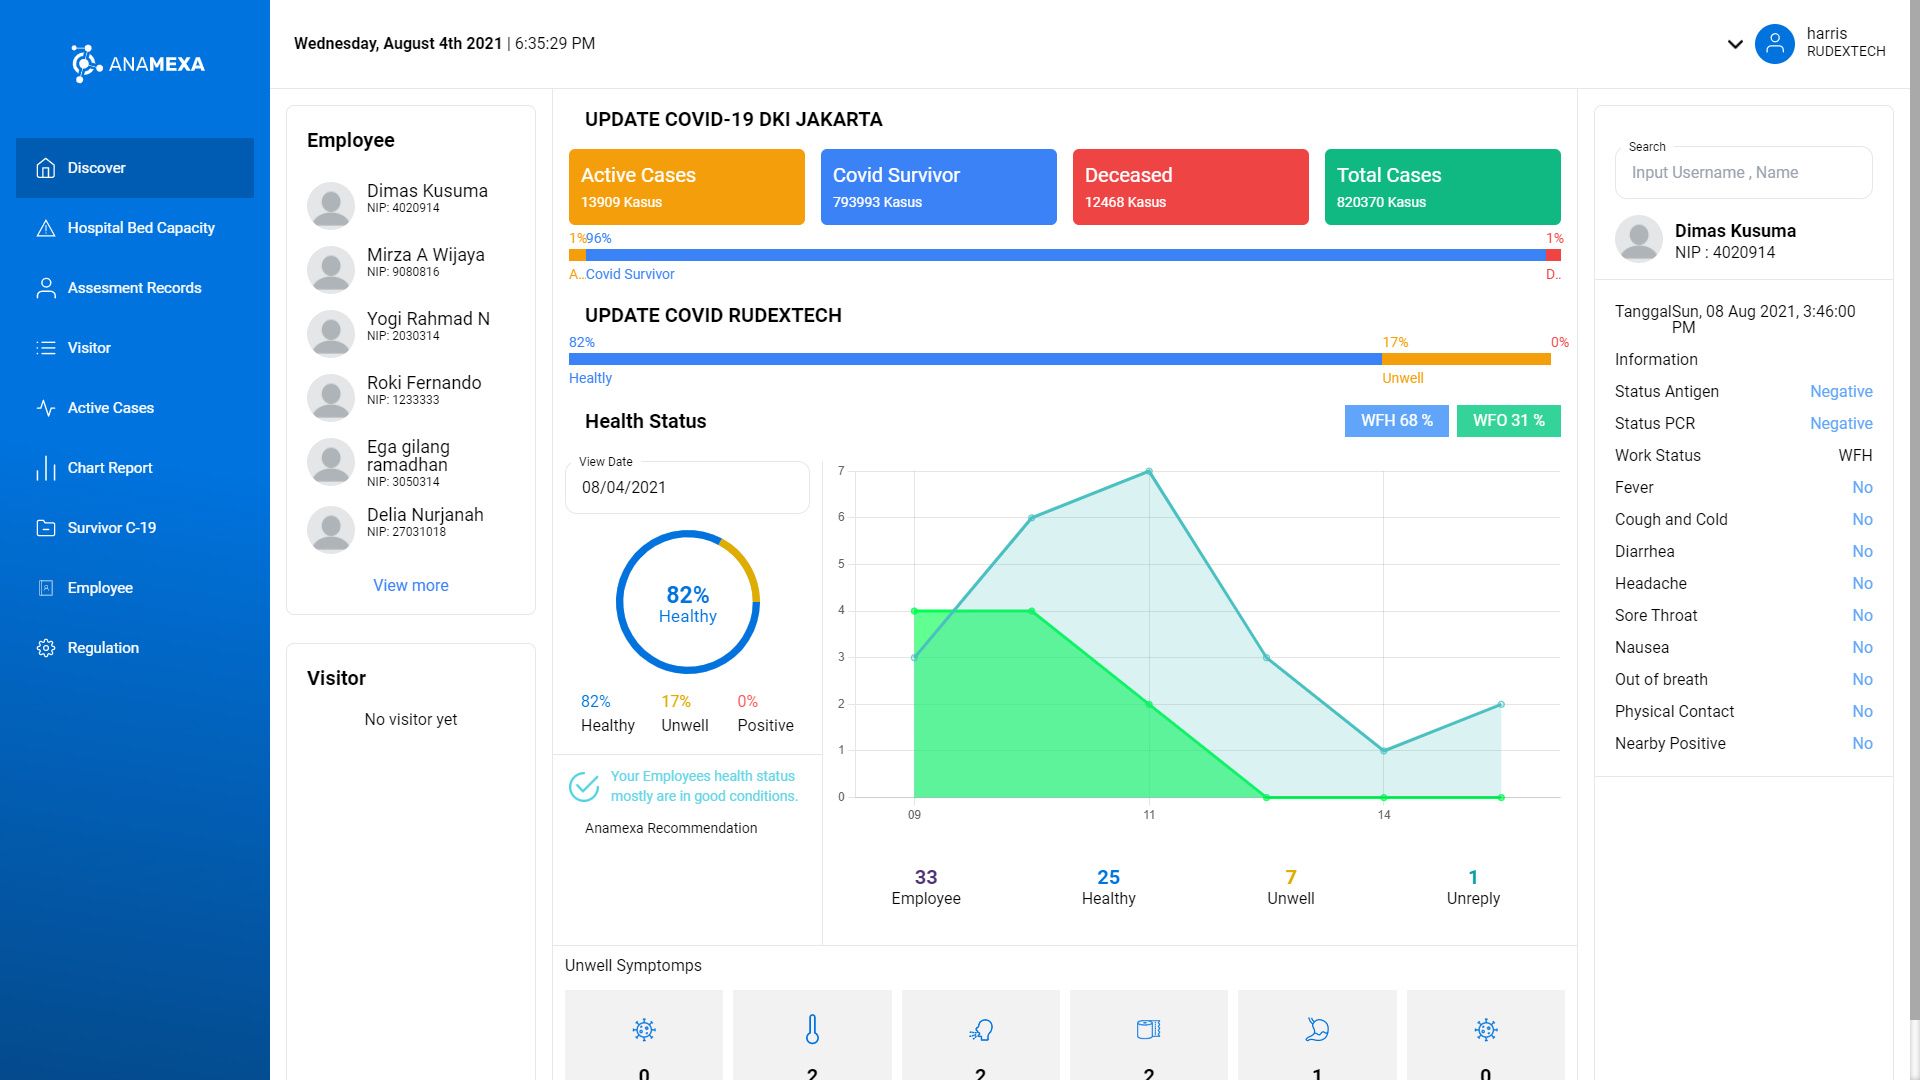 ANAMEXA
Discover
Hospital Bed Capacity
Assesment Records
Visitor
Active Cases
Chart Report
Survivor C-19
Employee
Regulation
Wednesday, August 4th 2021 | 6:35:29 PM
harris
RUDEXTECH
Employee
Dimas Kusuma
NIP: 4020914
Mirza A Wijaya
NIP: 9080816
Yogi Rahmad N
NIP: 2030314
Roki Fernando
NIP: 1233333
Ega gilang
ramadhan
NIP: 3050314
Delia Nurjanah
NIP: 27031018
View more
Visitor
No visitor yet
UPDATE COVID-19 DKI JAKARTA
Active Cases
13909 Kasus
Covid Survivor
793993 Kasus
Deceased
12468 Kasus
Total Cases
820370 Kasus
1% 96% 1%
A.. Covid Survivor D..
UPDATE COVID RUDEXTECH
82% 17% 0%
Healtly Unwell
Health Status
WFH 68 % WFO 31 %
View Date
08/04/2021
82%
Healthy
82% 17% 0%
Healthy Unwell Positive
Your Employees health status
mostly are in good conditions.
Anamexa Recommendation
7
6
5
4
3
2
1
0
09 11 14
33 25 7 1
Employee Healthy Unwell Unreply
Unwell Symptomps
0 2 2 2 1 0
Search
Input Username , Name
Dimas Kusuma
NIP : 4020914
Tanggal Sun, 08 Aug 2021, 3:46:00
PM
Information
Status Antigen Negative
Status PCR Negative
Work Status WFH
Fever No
Cough and Cold No
Diarrhea No
Headache No
Sore Throat No
Nausea No
Out of breath No
Physical Contact No
Nearby Positive No